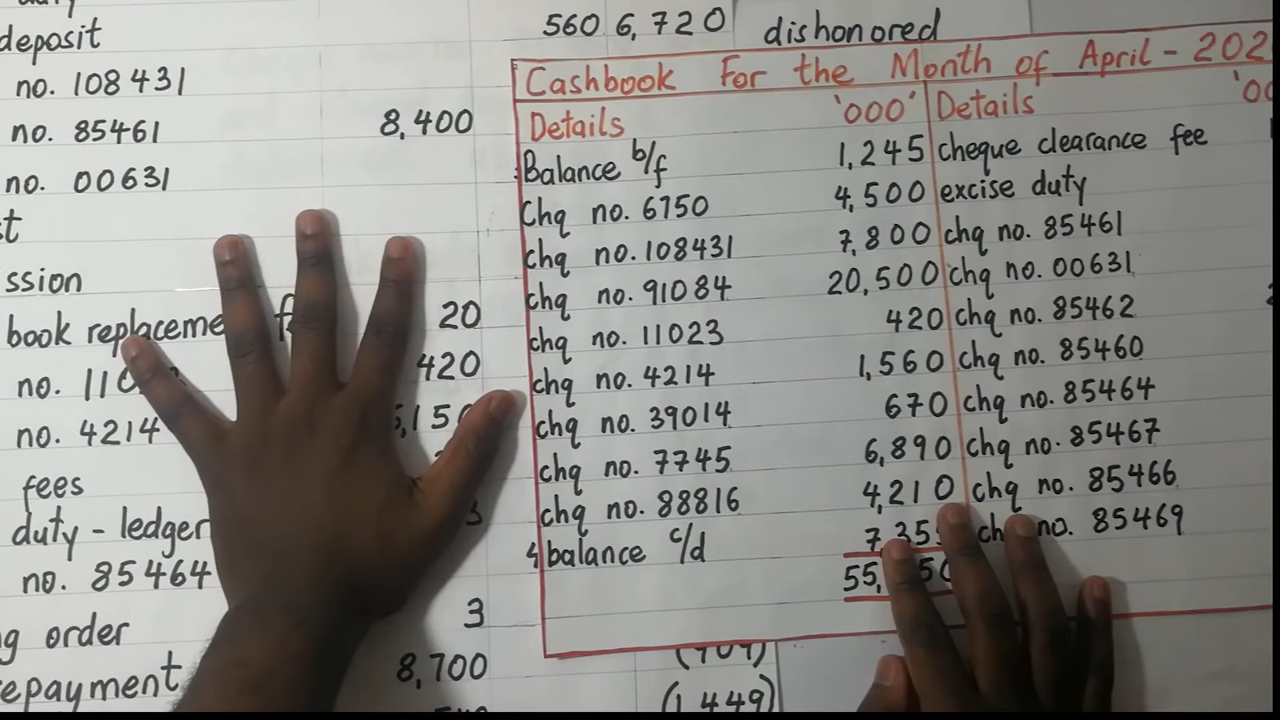 560 6,720 dishonored
deposit
no. 108431
no. 85461 8,400
no. 00631
book replaceme 20
420
no. 4214
fees
duty - ledger
no. 85464
3
order
8,700
epayment
(1,449)
Cashbook For the Month of April - 202
Details '000' Details
Balance b/f 1,245 cheque clearance fee
Chq no. 6750 4,500 excise duty
chq no. 108431 7,800 chq no. 85461
chq no. 91084 20,500 chq no. 00631
chq no. 11023 420 chq no. 85462
chq no. 4214 1,560 chq no. 85460
chq no. 39014 670 chq no. 85464
chq no. 7745 6,890 chq no. 85467
chq no. 88816 4,210 chq no. 85466
balance c/d no. 85469